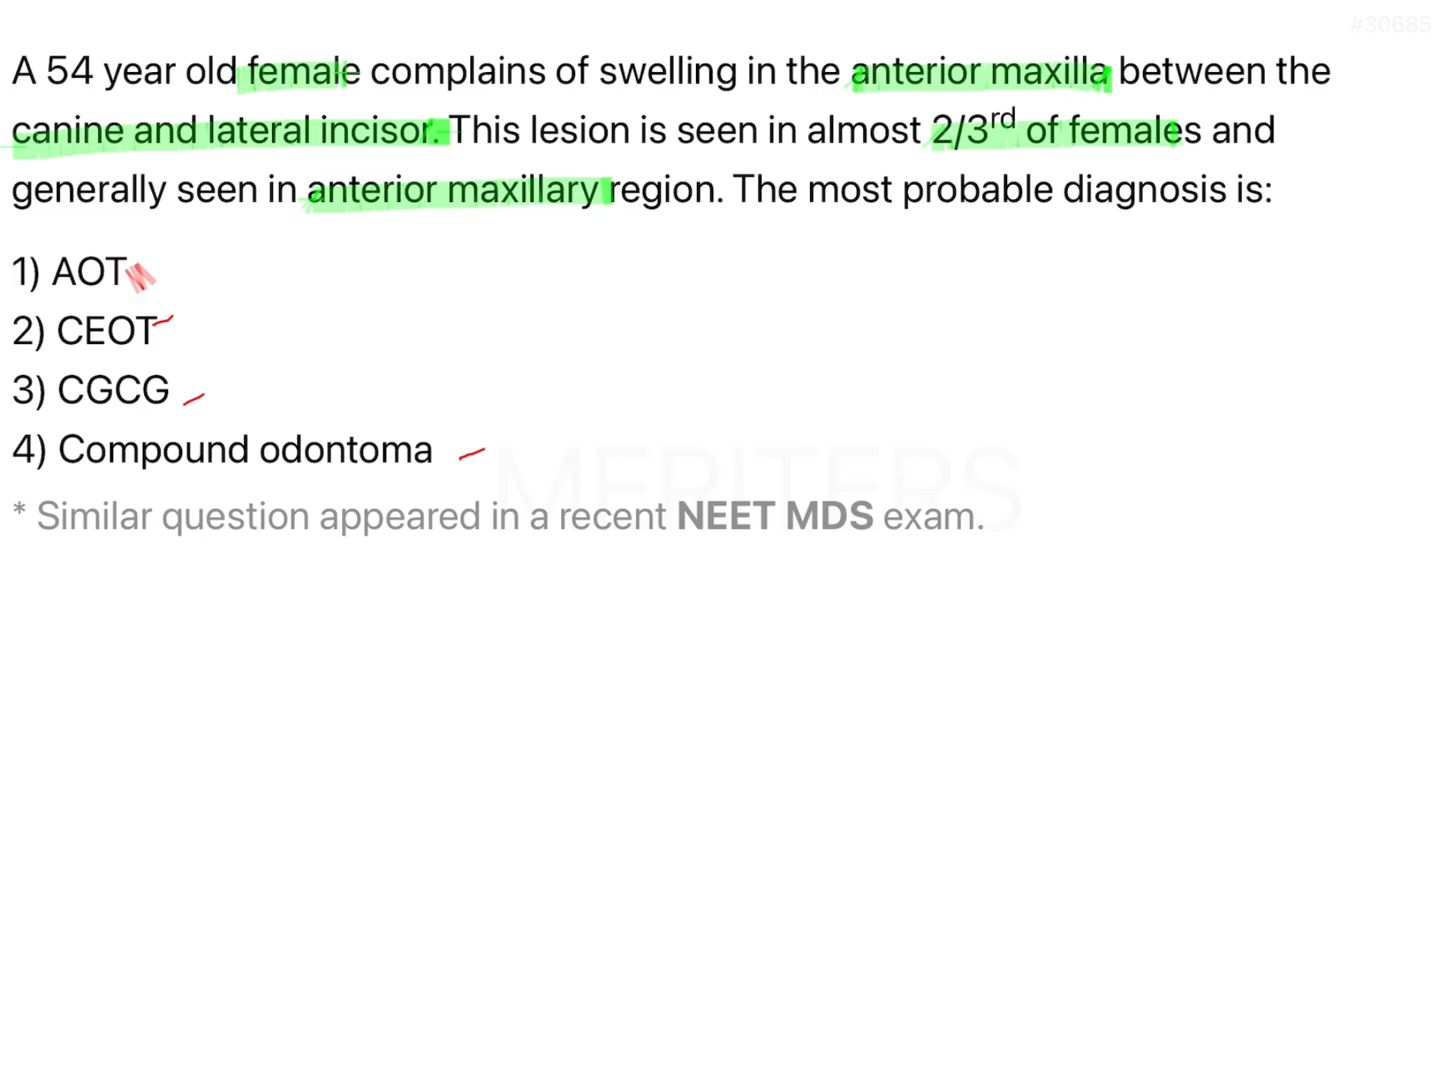 #30685
A 54 year old female complains of swelling in the anterior maxilla between the
canine and lateral incisor. This lesion is seen in almost 2/3rd of females and
generally seen in anterior maxillary region. The most probable diagnosis is:
1) AOT
2) CEOT
3) CGCG
4) Compound odontoma
MERITERS
* Similar question appeared in a recent NEET MDS exam.